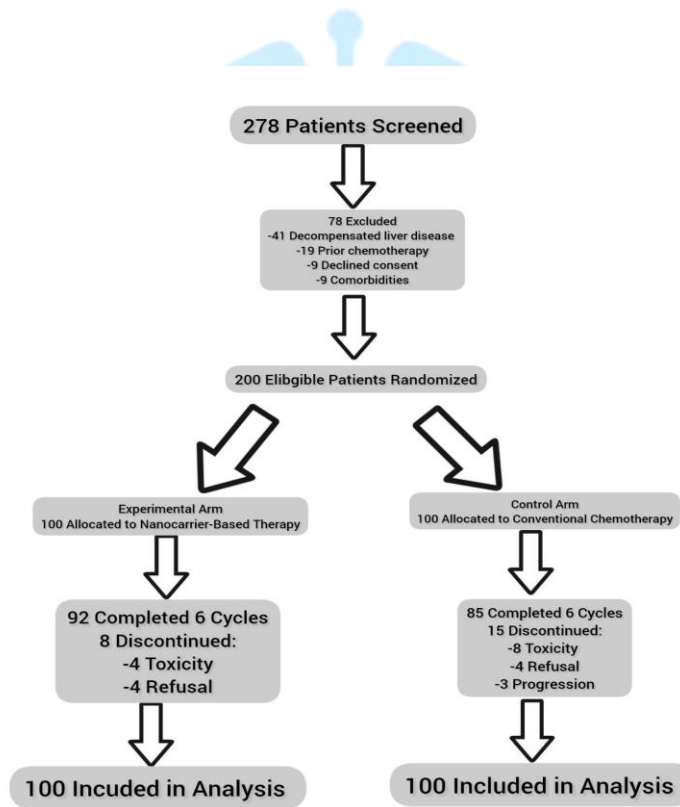 278 Patients Screened
78 Excluded
-41 Decompensated liver disease
-19 Prior chemotherapy
-9 Declined consent
-9 Comorbidities
200 Elibgible Patients Randomized
Experimental Arm
100 Allocated to Nanocarrier-Based Therapy
Control Arm
100 Allocated to Conventional Chemotherapy
92 Completed 6 Cycles
8 Discontinued:
-4 Toxicity
-4 Refusal
85 Completed 6 Cycles
15 Discontinued:
-8 Toxicity
-4 Refusal
-3 Progression
100 Incuded in Analysis
100 Included in Analysis